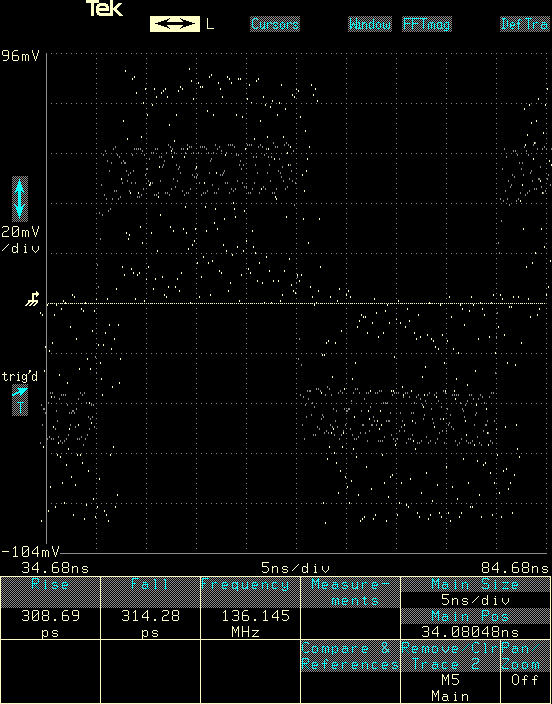 Tek
L Cursors Window FFTmag DefTra
96mV
20mV
/div
trig'd
T
-104mV
34.68ns 5ns/div 84.68ns
Rise Fall Frequency Measure- Main Size
ments 5ns/div
Main Pos
308.69 314.28 136.145
ps ps MHz 34.08048ns
Compare & Remove Clr Pan/
References Trace 2 Zoom
M5 Off
Main